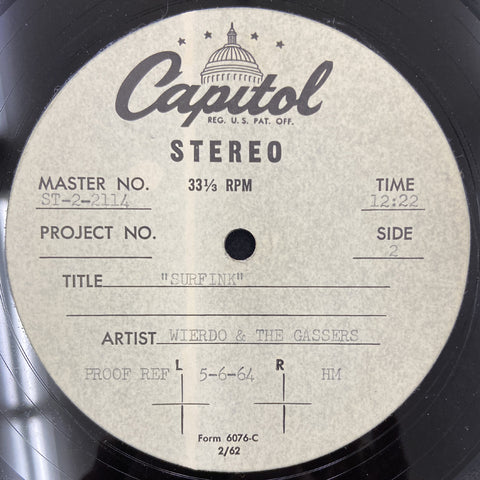 Capitol
REG. U. S. PAT. OFF.
STEREO
MASTER NO. 33⅓ RPM TIME
ST-2-2114 12:22
PROJECT NO. SIDE
2
TITLE "SURFINK"
ARTIST WIERDO & THE GASSERS
PROOF REF L 5-6-64 R HM
Form 6076-C
2/62